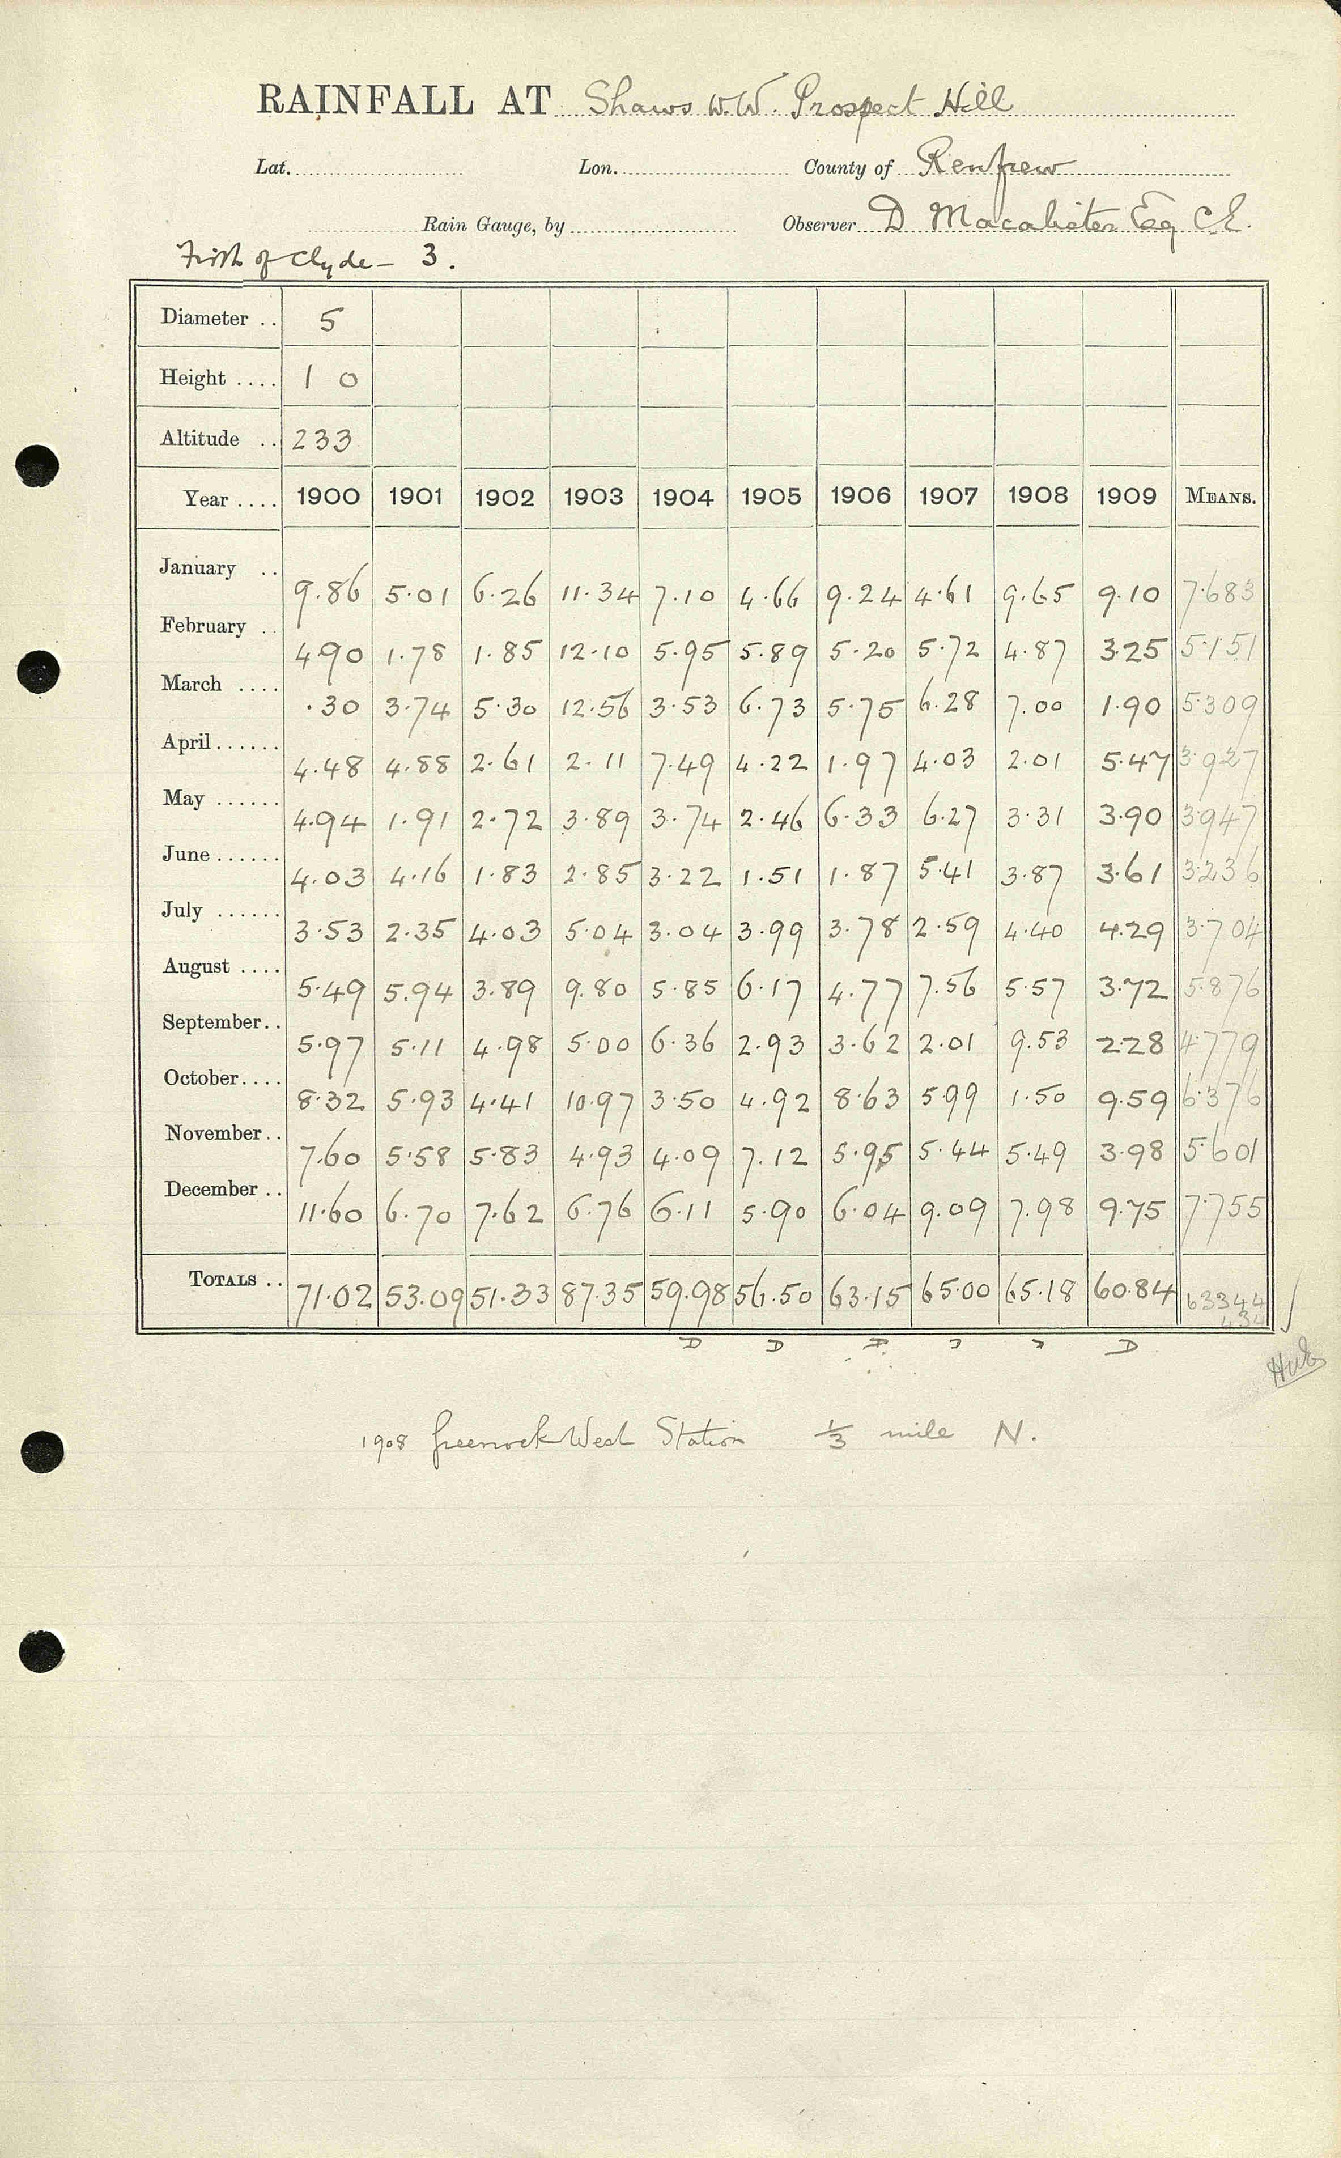 RAINFALL AT Shaws W.W. Prospect Hill
Lat. Lon. County of Renfrew
Rain Gauge, by Observer D Macalister Esq C.E.
Firth of Clyde – 3.
Diameter .. 5
Height .... 1 0
Altitude .. 233
Year .... 1900 1901 1902 1903 1904 1905 1906 1907 1908 1909 MEANS.
January .. 9.86 5.01 6.26 11.34 7.10 4.66 9.24 4.61 9.65 9.10 7.683
February .. 4.90 1.78 1.85 12.10 5.95 5.89 5.20 5.72 4.87 3.25 5.151
March .... .30 3.74 5.30 12.56 3.53 6.73 5.75 6.28 7.00 1.90 5.309
April ...... 4.48 4.88 2.61 2.11 7.49 4.22 1.97 4.03 2.01 5.47 3.927
May ...... 4.94 1.91 2.72 3.89 3.74 2.46 6.33 6.27 3.31 3.90 3.947
June ...... 4.03 4.16 1.83 2.85 3.22 1.51 1.87 5.41 3.87 3.61 3.236
July ...... 3.53 2.35 4.03 5.04 3.04 3.99 3.78 2.59 4.40 4.29 3.704
August .... 5.49 5.94 3.89 9.80 5.85 6.17 4.77 7.56 5.57 3.72 5.876
September .. 5.97 5.11 4.98 5.00 6.36 2.93 3.62 2.01 9.53 2.28 4.779
October .... 8.32 5.93 4.41 10.97 3.50 4.92 8.63 5.99 1.50 9.59 6.376
November .. 7.60 5.58 5.83 4.93 4.09 7.12 5.95 5.44 5.49 3.98 5.601
December .. 11.60 6.70 7.62 6.76 6.11 5.90 6.04 9.09 7.98 9.75 7.755
TOTALS .. 71.02 53.09 51.33 87.35 59.98 56.50 63.15 65.00 65.18 60.84 63344
434
D D D D
1908 Greenock West Station 1/3 mile N.